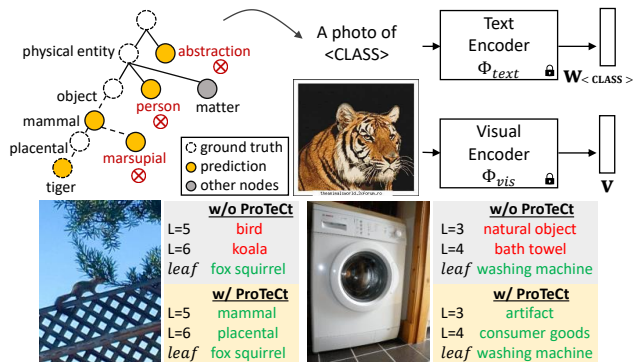 physical entity
abstraction
object
person
matter
mammal
placental
marsupial
tiger
ground truth
prediction
other nodes
A photo of
<CLASS>
Text
Encoder
Φtext
W<CLASS>
Visual
Encoder
Φvis
v
w/o ProTeCt
L=5 bird
L=6 koala
leaf fox squirrel
w/ ProTeCt
L=5 mammal
L=6 placental
leaf fox squirrel
w/o ProTeCt
L=3 natural object
L=4 bath towel
leaf washing machine
w/ ProTeCt
L=3 artifact
L=4 consumer goods
leaf washing machine